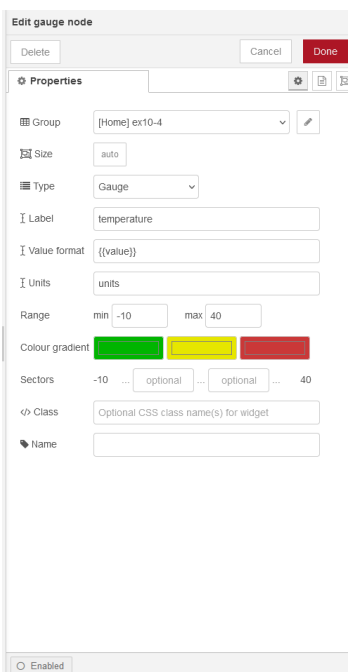 Edit gauge node
Delete Cancel Done
Properties
Group [Home] ex10-4
Size auto
Type Gauge
Label temperature
Value format {{value}}
Units units
Range min -10 max 40
Colour gradient
Sectors -10 ... optional ... optional ... 40
</> Class Optional CSS class name(s) for widget
Name
Enabled